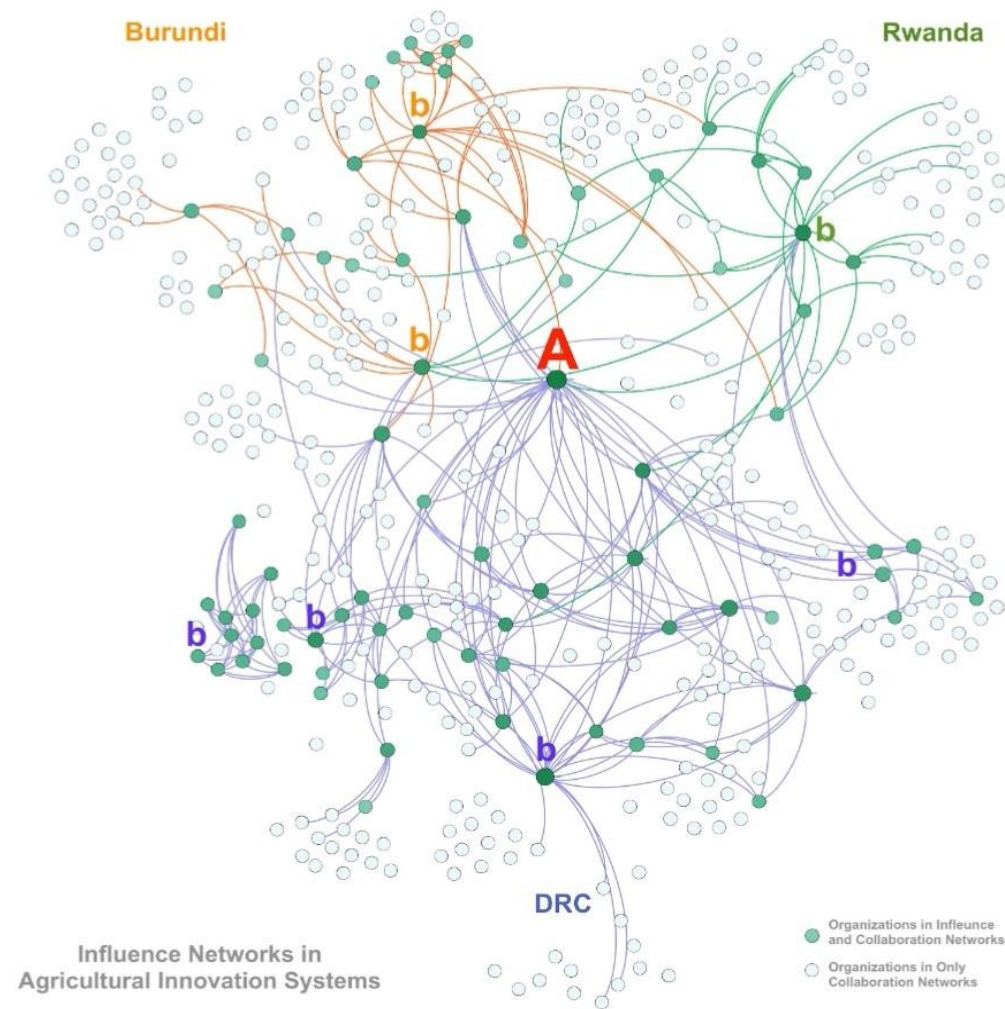 Burundi
Rwanda
b
b
b
A
b
b
b
b
DRC
Influence Networks in
Agricultural Innovation Systems
Organizations in Infleunce
and Collaboration Networks
Organizations in Only
Collaboration Networks